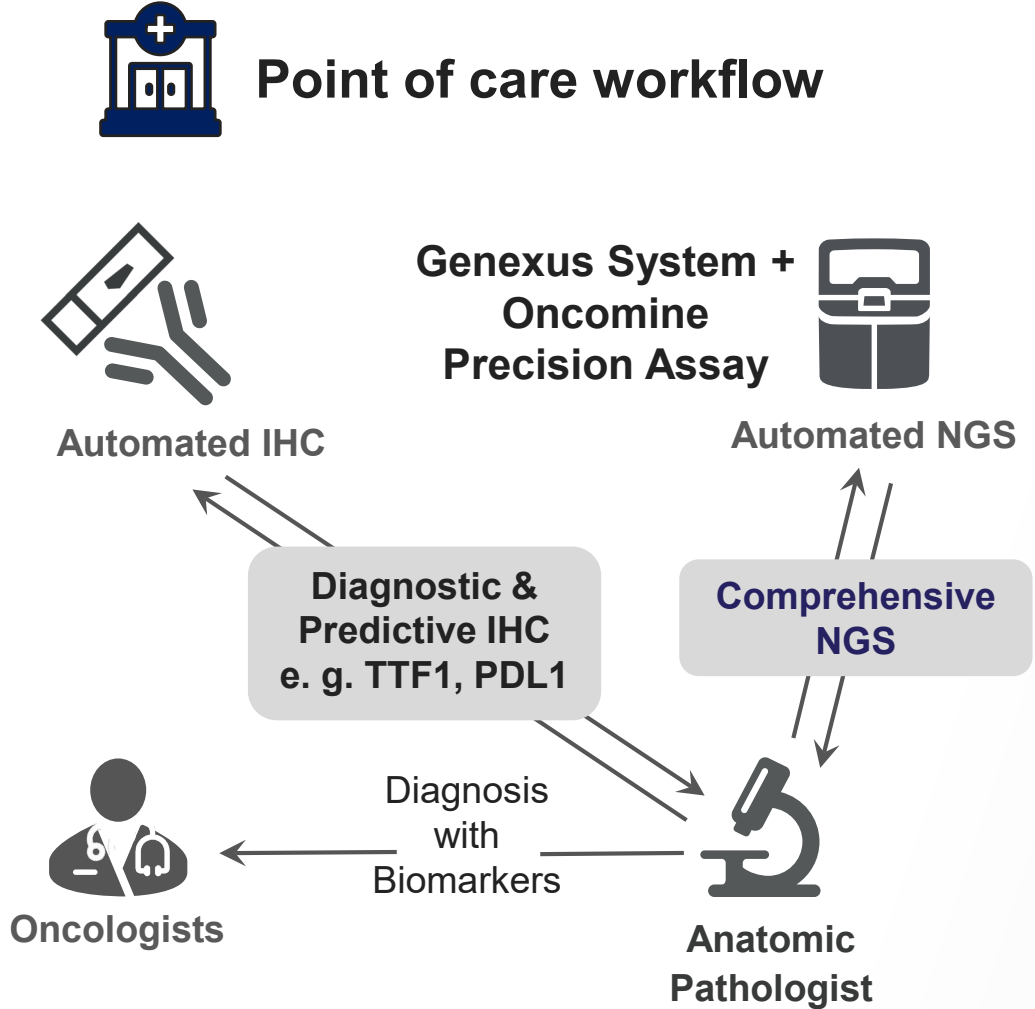 Point of care workflow
Genexus System +
Oncomine
Precision Assay
Automated IHC
Automated NGS
Diagnostic &
Predictive IHC
e. g. TTF1, PDL1
Comprehensive
NGS
Diagnosis
with
Biomarkers
Oncologists
Anatomic
Pathologist